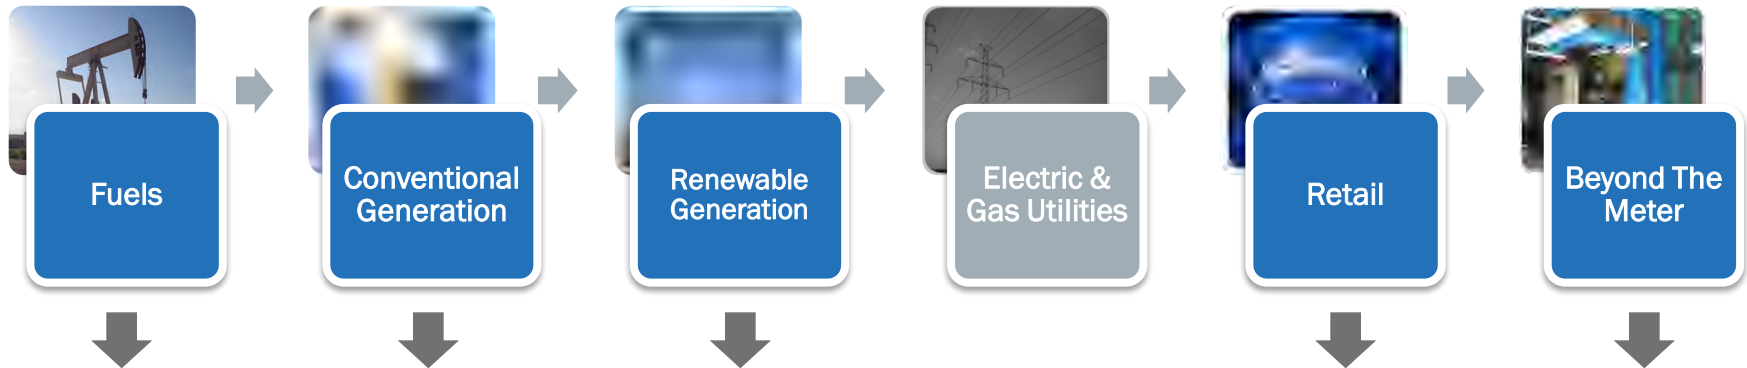 Fuels
Conventional
Generation
Renewable
Generation
Electric &
Gas Utilities
Retail
Beyond The
Meter